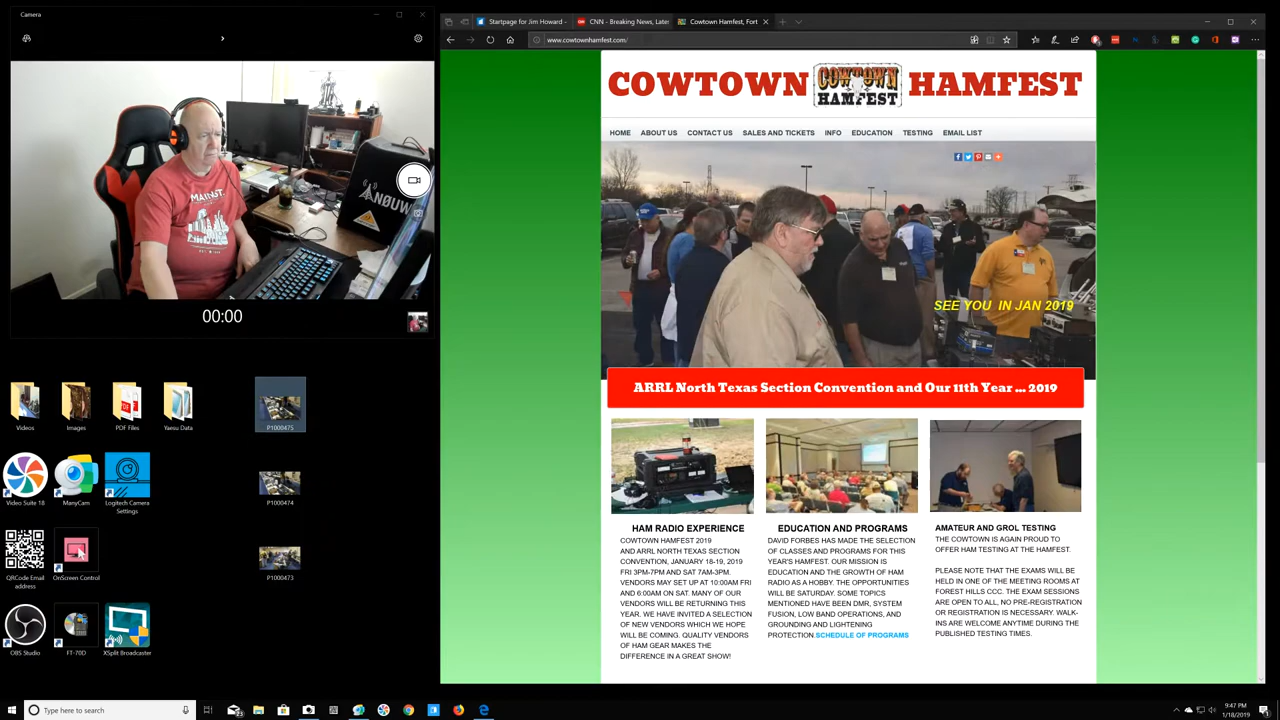 Camera
00:00
Videos
Images
PDF Files
Yaesu Data
P1000475
Video Suite 18
ManyCam
Logitech Camera
Settings
P1000474
QRCode Email
address
OnScreen Control
P1000473
OBS Studio
FT-70D
XSplit Broadcaster
MAINST.
AN0UW
Startpage for Jim Howard -
CNN - Breaking News, Lates
Cowtown Hamfest, Fort
www.cowtownhamfest.com/
COWTOWN
COWTOWN
HAMFEST
HAMFEST
HOME
ABOUT US
CONTACT US
SALES AND TICKETS
INFO
EDUCATION
TESTING
EMAIL LIST
SEE YOU IN JAN 2019
ARRL North Texas Section Convention and Our 11th Year ... 2019
HAM RADIO EXPERIENCE
COWTOWN HAMFEST 2019
AND ARRL NORTH TEXAS SECTION
CONVENTION, JANUARY 18-19, 2019
FRI 3PM-7PM AND SAT 7AM-3PM.
VENDORS MAY SET UP AT 10:00AM FRI
AND 6:00AM ON SAT. MANY OF OUR
VENDORS WILL BE RETURNING THIS
YEAR. WE HAVE INVITED A SELECTION
OF NEW VENDORS WHICH WE HOPE
WILL BE COMING. QUALITY VENDORS
OF HAM GEAR MAKES THE
DIFFERENCE IN A GREAT SHOW!
EDUCATION AND PROGRAMS
DAVID FORBES HAS MADE THE SELECTION
OF CLASSES AND PROGRAMS FOR THIS
YEAR'S HAMFEST. OUR MISSION IS
EDUCATION AND THE GROWTH OF HAM
RADIO AS A HOBBY. THE OPPORTUNITIES
WILL BE SATURDAY. SOME TOPICS
MENTIONED HAVE BEEN DMR, SYSTEM
FUSION, LOW BAND OPERATIONS, AND
GROUNDING AND LIGHTENING
PROTECTION.SCHEDULE OF PROGRAMS
AMATEUR AND GROL TESTING
THE COWTOWN IS AGAIN PROUD TO
OFFER HAM TESTING AT THE HAMFEST.
PLEASE NOTE THAT THE EXAMS WILL BE
HELD IN ONE OF THE MEETING ROOMS AT
FOREST HILLS CCC. THE EXAM SESSIONS
ARE OPEN TO ALL, NO PRE-REGISTRATION
OR REGISTRATION IS NECESSARY. WALK-
INS ARE WELCOME ANYTIME DURING THE
PUBLISHED TESTING TIMES.
Type here to search
9:47 PM
1/18/2019